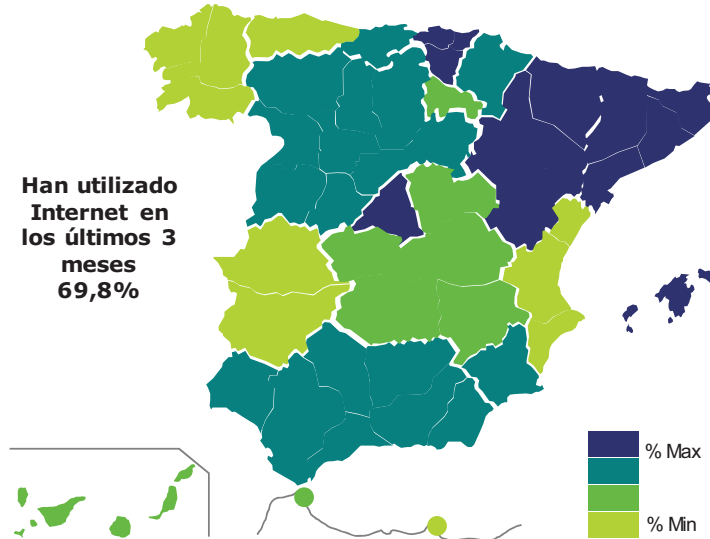 Han utilizado
Internet en
los últimos 3
meses
69,8%
% Max
% Min